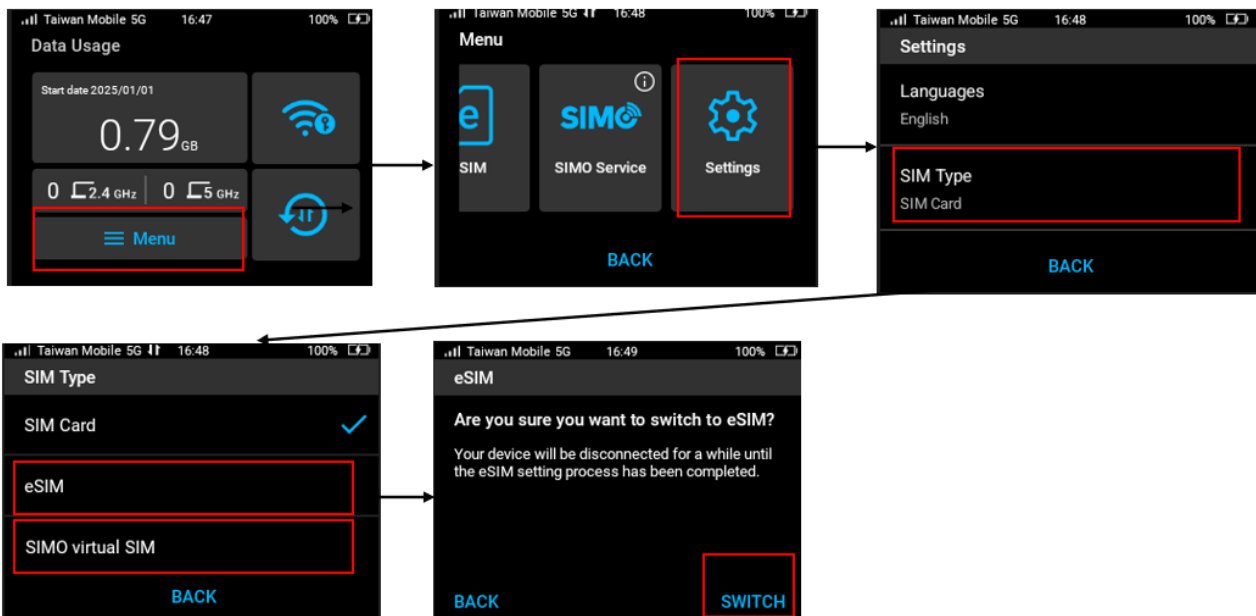 Taiwan Mobile 5G 16:47 100%
Data Usage
Start date 2025/01/01
0.79 GB
0 2.4 GHz 0 5 GHz
Menu
Taiwan Mobile 5G 16:48 100%
Menu
e
SIMO
SIM
SIMO Service
Settings
BACK
Taiwan Mobile 5G 16:48 100%
Settings
Languages
English
SIM Type
SIM Card
BACK
Taiwan Mobile 5G 16:48 100%
SIM Type
SIM Card
eSIM
SIMO virtual SIM
BACK
Taiwan Mobile 5G 16:49 100%
eSIM
Are you sure you want to switch to eSIM?
Your device will be disconnected for a while until
the eSIM setting process has been completed.
BACK SWITCH